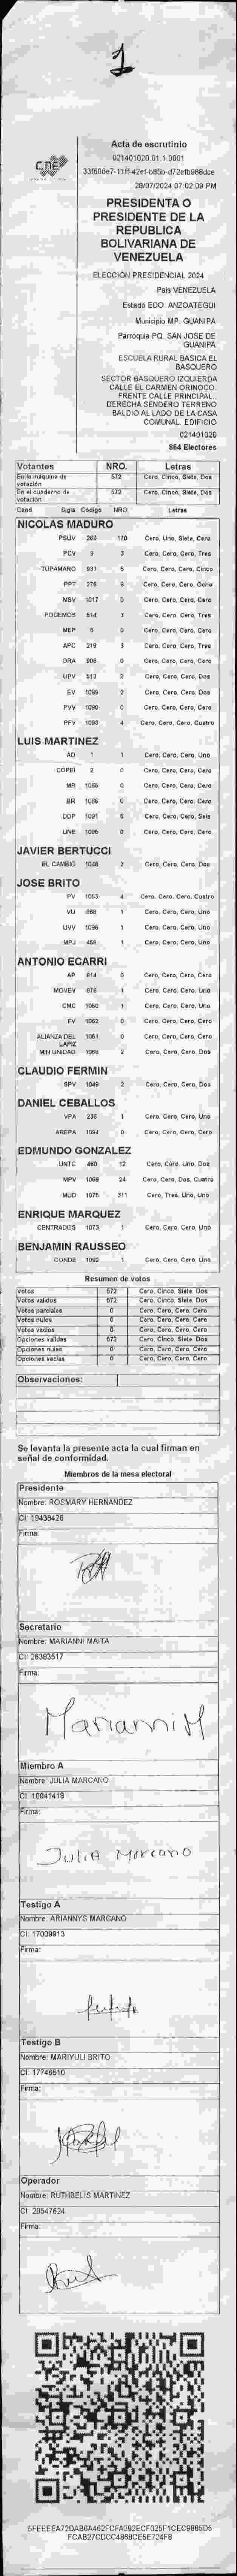 1
CNE
Acta de escrutinio
021401020.01.1.0001
28/07/2024 07:02:09 PM
PRESIDENTA O
PRESIDENTE DE LA
REPUBLICA
BOLIVARIANA DE
VENEZUELA
ELECCIÓN PRESIDENCIAL 2024
País VENEZUELA
Estado EDO. ANZOATEGUI
Municipio MP. GUANIPA
Parroquia PQ. SAN JOSE DE
GUANIPA
ESCUELA RURAL BASICA EL
BASQUERO
SECTOR BASQUERO IZQUIERDA
CALLE EL CARMEN ORINOCO.
FRENTE CALLE PRINCIPAL.
DERECHA SENDERO TERRENO
BALDIO AL LADO DE LA CASA
COMUNAL. EDIFICIO
021401020
864 Electores
Votantes NRO. Letras
En la máquina de votación 572 Cero, Cinco, Siete, Dos
En el cuaderno de votación 572 Cero, Cinco, Siete, Dos
Cand. Sigla Código NRO. Letras
NICOLAS MADURO
PSUV 203 170 Cero, Uno, Siete, Cero
PCV 9 3 Cero, Cero, Cero, Tres
TUPAMARO 931 5 Cero, Cero, Cero, Cinco
PPT 276 8 Cero, Cero, Cero, Ocho
MSV 1017 0 Cero, Cero, Cero, Cero
PODEMOS 514 3 Cero, Cero, Cero, Tres
MEP 6 0 Cero, Cero, Cero, Cero
APC 219 3 Cero, Cero, Cero, Tres
ORA 906 0 Cero, Cero, Cero, Cero
UPV 513 2 Cero, Cero, Cero, Dos
EV 1089 2 Cero, Cero, Cero, Dos
PVV 1090 0 Cero, Cero, Cero, Cero
PFV 1093 4 Cero, Cero, Cero, Cuatro
LUIS MARTINEZ
AD 1 1 Cero, Cero, Cero, Uno
COPEI 2 0 Cero, Cero, Cero, Cero
MR 1065 0 Cero, Cero, Cero, Cero
BR 1066 0 Cero, Cero, Cero, Cero
DDP 1091 6 Cero, Cero, Cero, Seis
UNE 1096 0 Cero, Cero, Cero, Cero
JAVIER BERTUCCI
EL CAMBIO 1048 2 Cero, Cero, Cero, Dos
JOSE BRITO
PV 1053 4 Cero, Cero, Cero, Cuatro
VU 868 1 Cero, Cero, Cero, Uno
UVV 1098 1 Cero, Cero, Cero, Uno
MPJ 458 1 Cero, Cero, Cero, Uno
ANTONIO ECARRI
AP 814 0 Cero, Cero, Cero, Cero
MOVEV 878 1 Cero, Cero, Cero, Uno
CMC 1050 1 Cero, Cero, Cero, Uno
FV 1062 0 Cero, Cero, Cero, Cero
ALIANZA DEL LAPIZ 1061 0 Cero, Cero, Cero, Cero
MIN UNIDAD 1068 2 Cero, Cero, Cero, Dos
CLAUDIO FERMIN
SPV 1049 2 Cero, Cero, Cero, Dos
DANIEL CEBALLOS
VPA 236 1 Cero, Cero, Cero, Uno
AREPA 1094 0 Cero, Cero, Cero, Cero
EDMUNDO GONZALEZ
UNTC 460 12 Cero, Cero, Uno, Dos
MPV 1069 24 Cero, Cero, Dos, Cuatro
MUD 1075 311 Cero, Tres, Uno, Uno
ENRIQUE MARQUEZ
CENTRADOS 1073 1 Cero, Cero, Cero, Uno
BENJAMIN RAUSSEO
CONDE 1092 1 Cero, Cero, Cero, Uno
Resumen de votos
Votos 572 Cero, Cinco, Siete, Dos
Votos validos 572 Cero, Cinco, Siete, Dos
Votos parciales 0 Cero, Cero, Cero, Cero
Votos nulos 0 Cero, Cero, Cero, Cero
Votos vacios 0 Cero, Cero, Cero, Cero
Opciones validas 572 Cero, Cinco, Siete, Dos
Opciones nulas 0 Cero, Cero, Cero, Cero
Opciones vacias 0 Cero, Cero, Cero, Cero
Observaciones:
Se levanta la presente acta la cual firman en
señal de conformidad.
Miembros de la mesa electoral
Presidente
Nombre: ROSMARY HERNANDEZ
CI: 19438426
Firma:
Secretario
Nombre: MARIANNI MAITA
CI: 26383517
Firma:
Marianni M
Miembro A
Nombre: JULIA MARCANO
CI: 10941418
Firma:
Julia Marcano
Testigo A
Nombre: ARIANNYS MARCANO
CI: 17009913
Firma:
Testigo B
Nombre: MARIYULI BRITO
CI: 17746510
Firma:
Operador
Nombre: RUTHBELIS MARTINEZ
CI: 20547624
Firma: